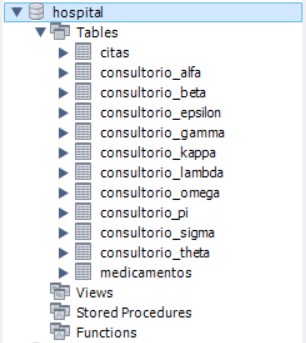 hospital
Tables
citas
consultorio_alfa
consultorio_beta
consultorio_epsilon
consultorio_gamma
consultorio_kappa
consultorio_lambda
consultorio_omega
consultorio_pi
consultorio_sigma
consultorio_theta
medicamentos
Views
Stored Procedures
Functions